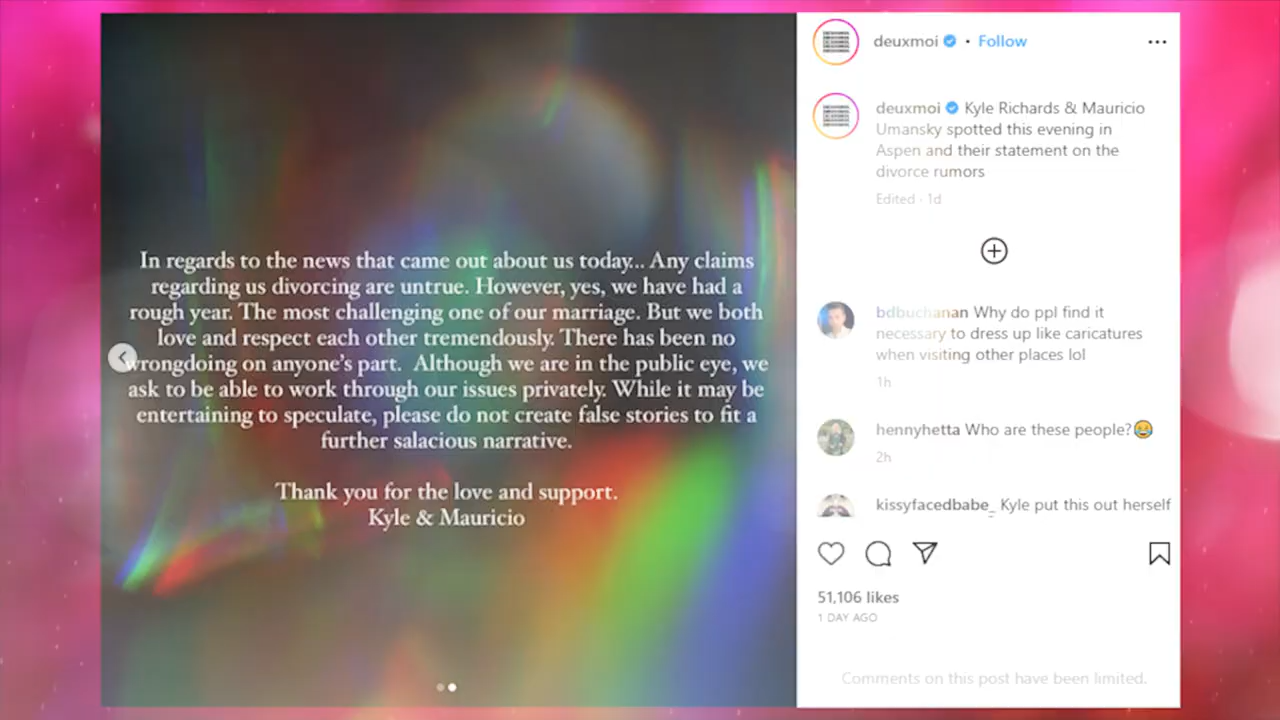 In regards to the news that came out about us today... Any claims
regarding us divorcing are untrue. However, yes, we have had a
rough year. The most challenging one of our marriage. But we both
love and respect each other tremendously. There has been no
wrongdoing on anyone's part. Although we are in the public eye, we
ask to be able to work through our issues privately. While it may be
entertaining to speculate, please do not create false stories to fit a
further salacious narrative.
Thank you for the love and support.
Kyle & Mauricio
deuxmoi • Follow
deuxmoi Kyle Richards & Mauricio
Umansky spotted this evening in
Aspen and their statement on the
divorce rumors
Edited · 1d
bdbuchanan Why do ppl find it
necessary to dress up like caricatures
when visiting other places lol
1h
hennyhetta Who are these people?😂
2h
kissyfacedbabe_ Kyle put this out herself
51,106 likes
1 DAY AGO
Comments on this post have been limited.